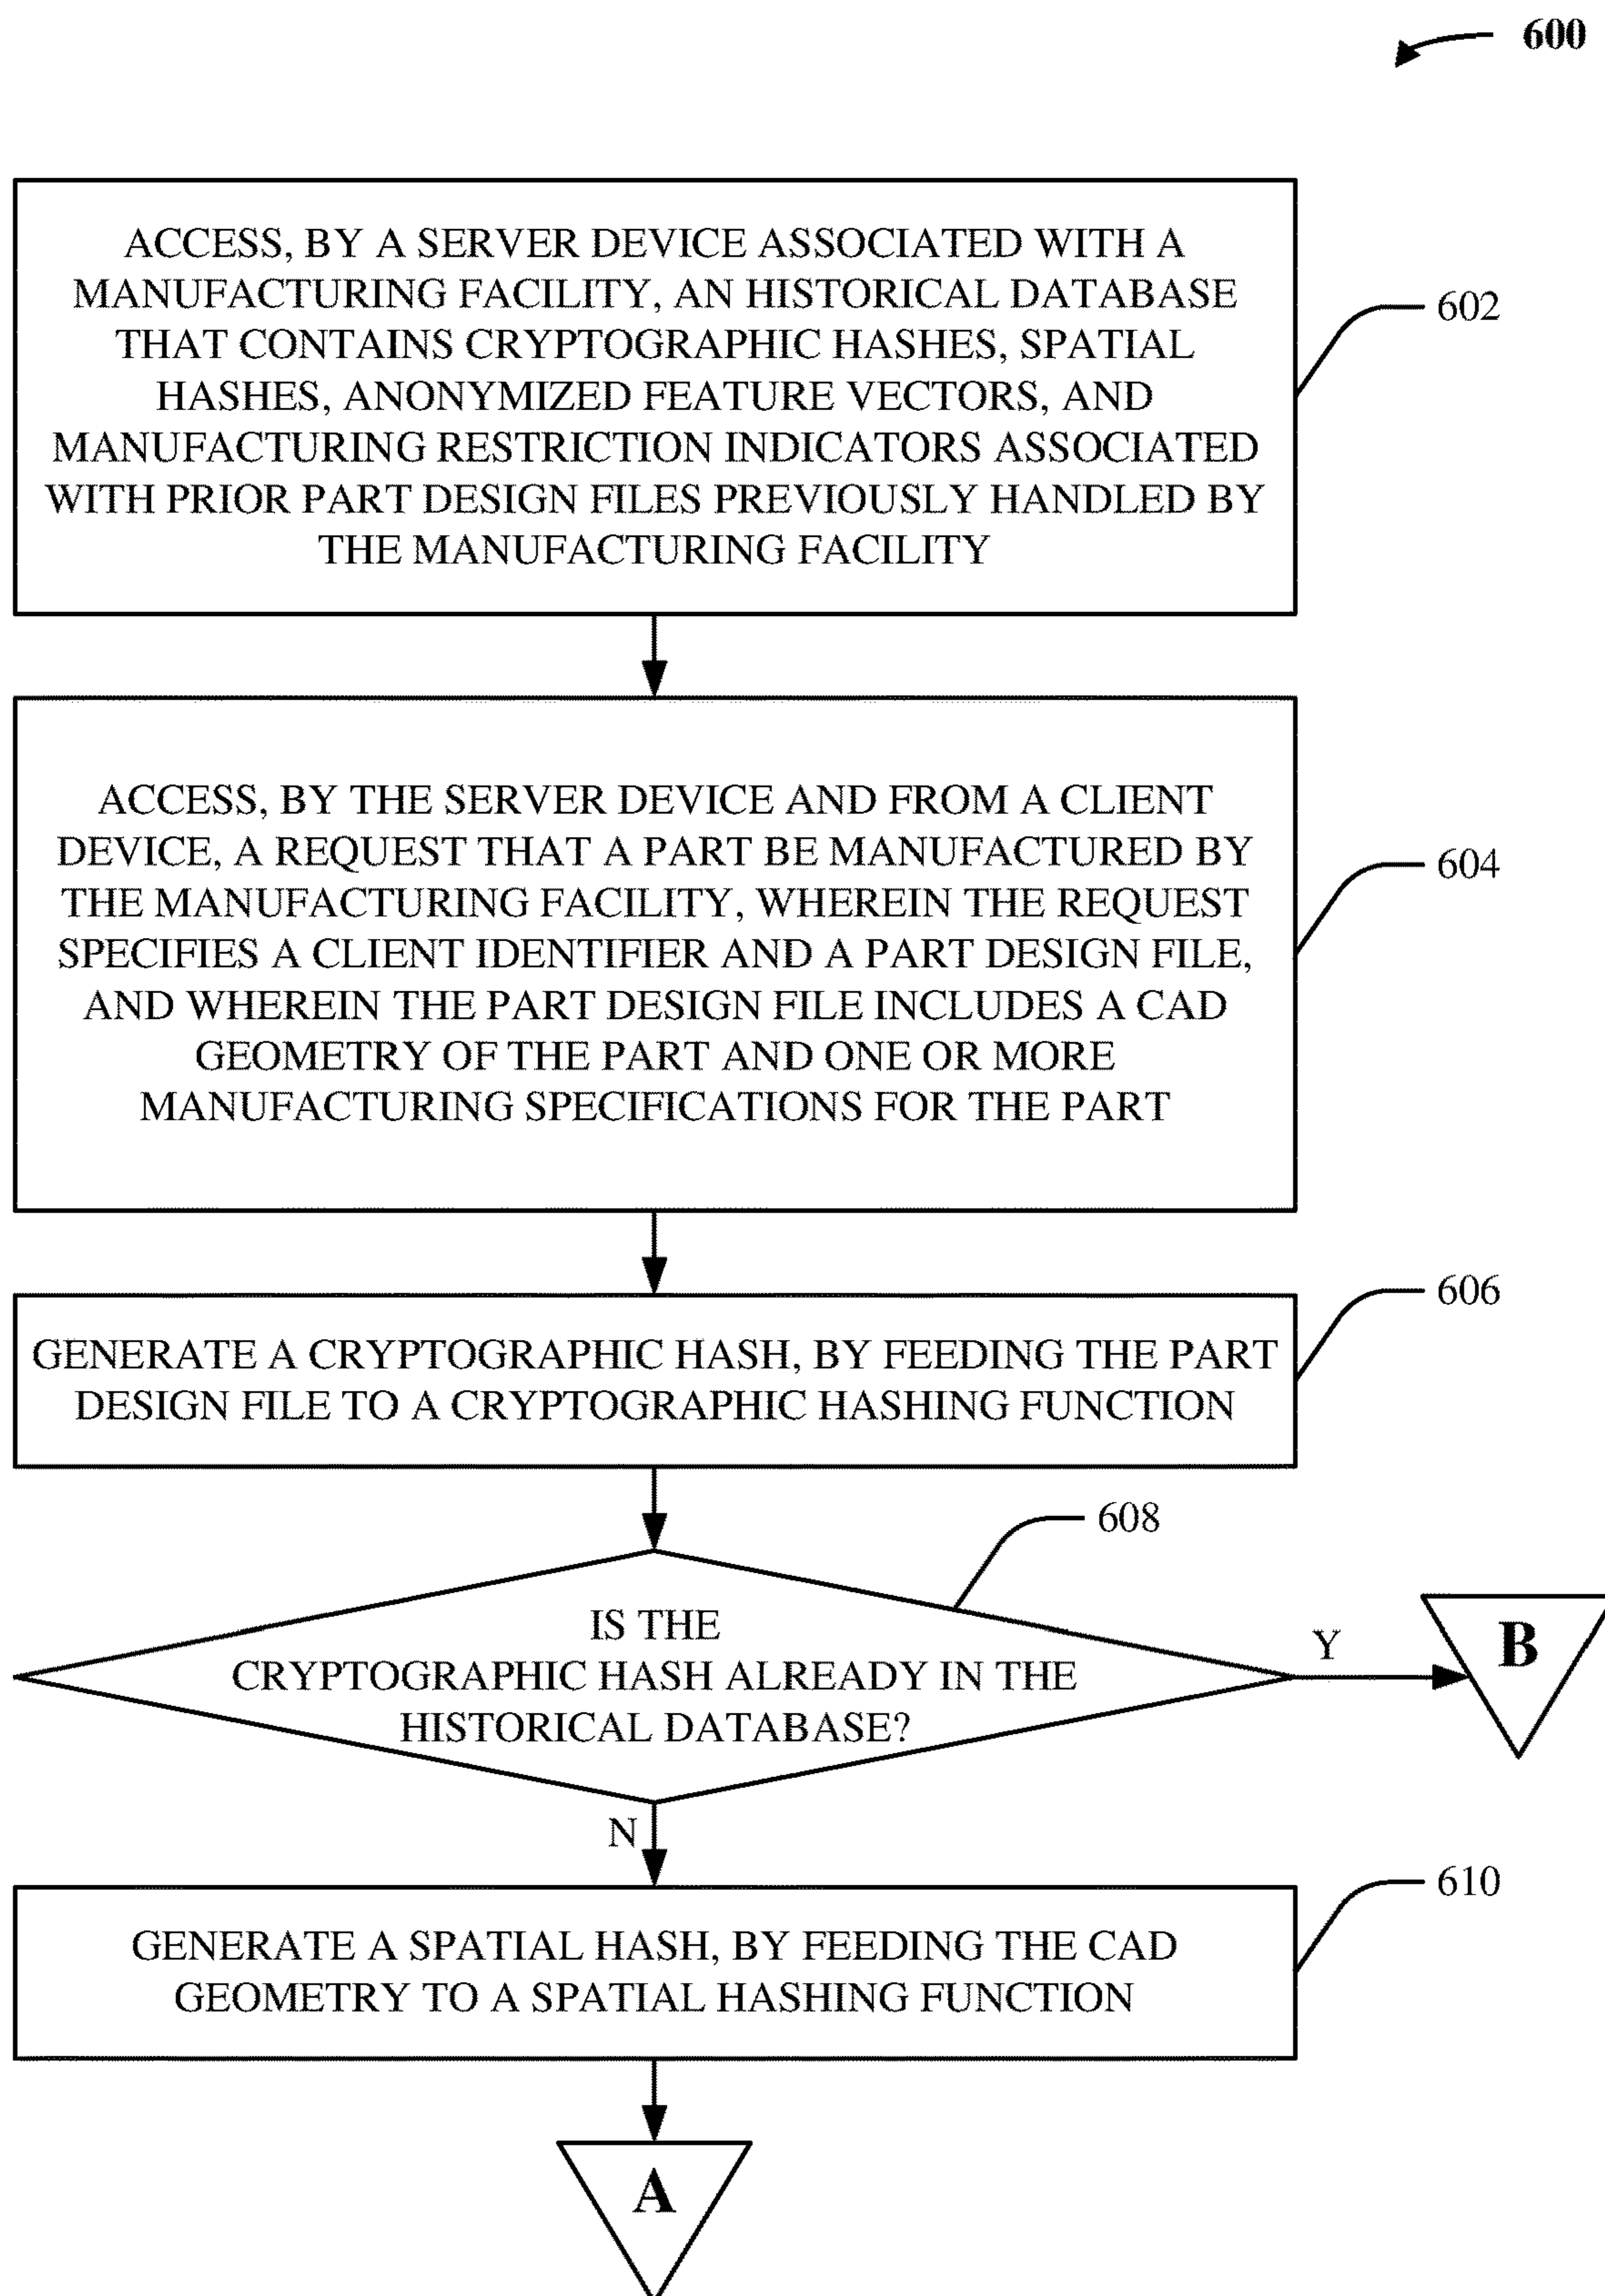 600
ACCESS, BY A SERVER DEVICE ASSOCIATED WITH A
MANUFACTURING FACILITY, AN HISTORICAL DATABASE
THAT CONTAINS CRYPTOGRAPHIC HASHES, SPATIAL
HASHES, ANONYMIZED FEATURE VECTORS, AND
MANUFACTURING RESTRICTION INDICATORS ASSOCIATED
WITH PRIOR PART DESIGN FILES PREVIOUSLY HANDLED BY
THE MANUFACTURING FACILITY
602
ACCESS, BY THE SERVER DEVICE AND FROM A CLIENT
DEVICE, A REQUEST THAT A PART BE MANUFACTURED BY
THE MANUFACTURING FACILITY, WHEREIN THE REQUEST
SPECIFIES A CLIENT IDENTIFIER AND A PART DESIGN FILE,
AND WHEREIN THE PART DESIGN FILE INCLUDES A CAD
GEOMETRY OF THE PART AND ONE OR MORE
MANUFACTURING SPECIFICATIONS FOR THE PART
604
GENERATE A CRYPTOGRAPHIC HASH, BY FEEDING THE PART
DESIGN FILE TO A CRYPTOGRAPHIC HASHING FUNCTION
606
608
IS THE
CRYPTOGRAPHIC HASH ALREADY IN THE
HISTORICAL DATABASE?
Y
B
N
GENERATE A SPATIAL HASH, BY FEEDING THE CAD
GEOMETRY TO A SPATIAL HASHING FUNCTION
610
A